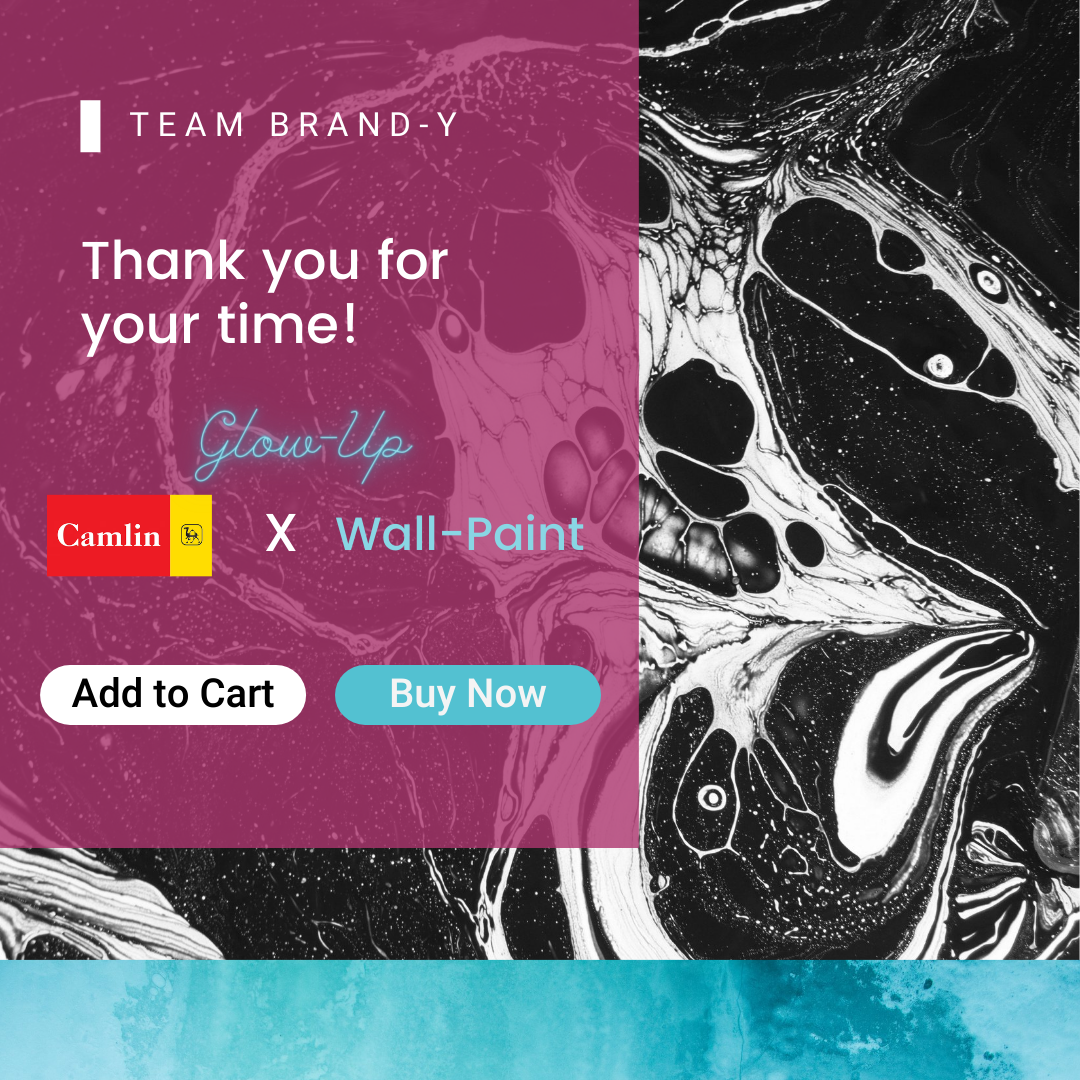 TEAM BRAND-Y
Thank you for
your time!
Glow-Up
Camlin X Wall-Paint
Add to Cart Buy Now